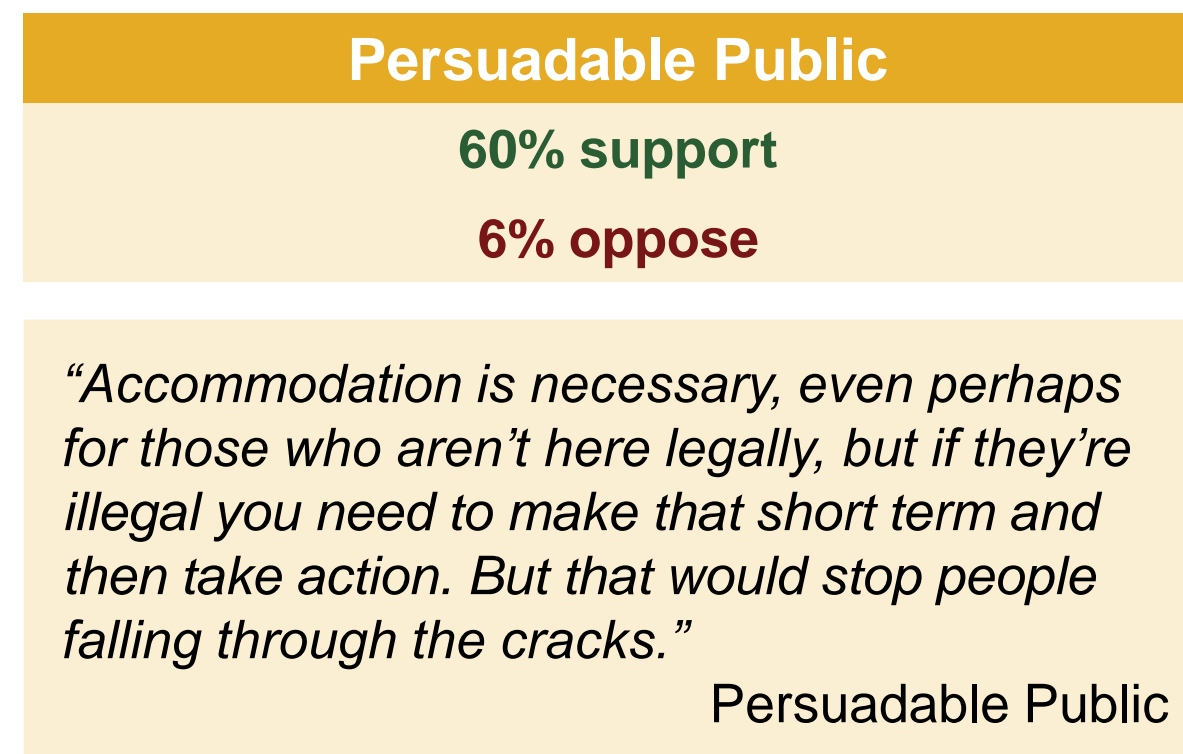 Persuadable Public
60% support
6% oppose
“Accommodation is necessary, even perhaps
for those who aren’t here legally, but if they’re
illegal you need to make that short term and
then take action. But that would stop people
falling through the cracks.”
Persuadable Public